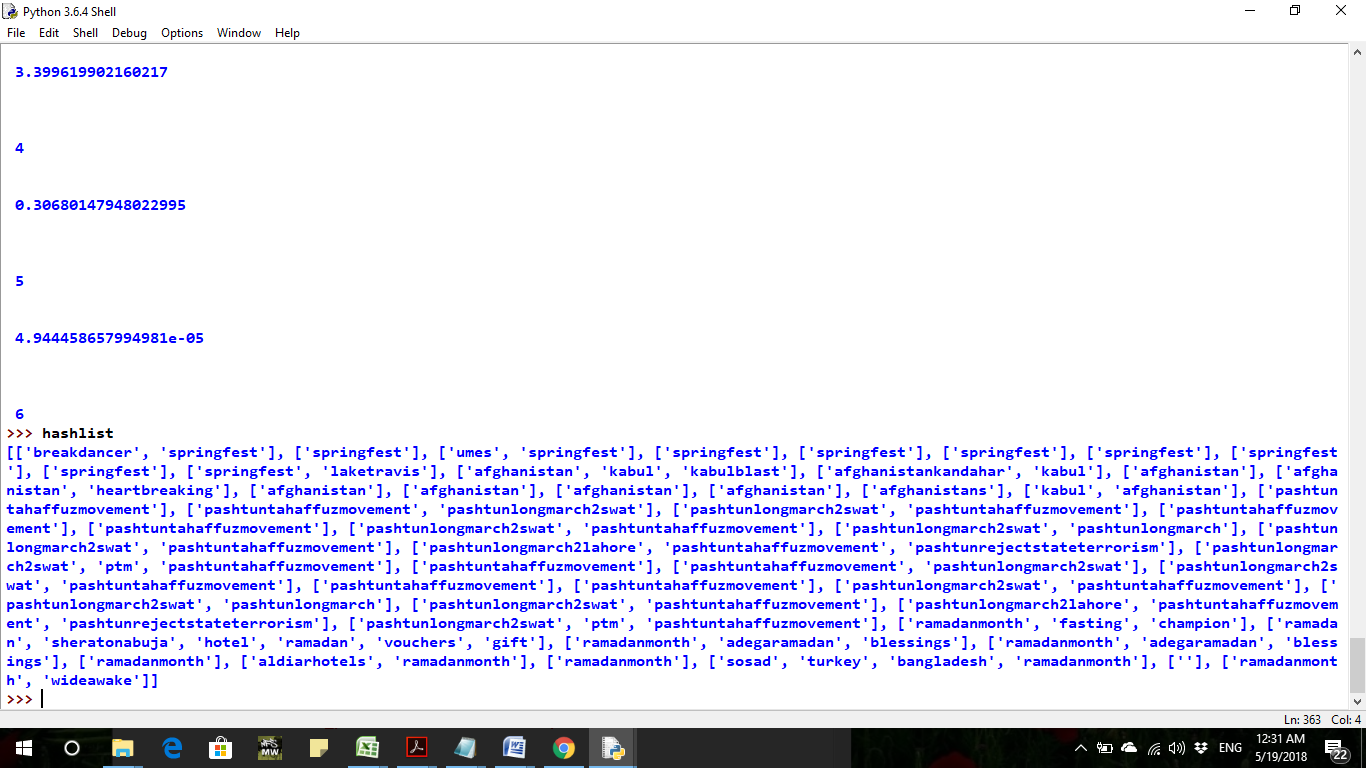 Python 3.6.4 Shell
File Edit Shell Debug Options Window Help
3.399619902160217
4
0.30680147948022995
5
4.944458657994981e-05
6
>>> hashlist
[['breakdancer', 'springfest'], ['springfest'], ['umes', 'springfest'], ['springfest'], ['springfest'], ['springfest'], ['springfest'], ['springfest
'], ['springfest'], ['springfest', 'laketravis'], ['afghanistan', 'kabul', 'kabulblast'], ['afghanistankandahar', 'kabul'], ['afghanistan'], ['afgha
nistan', 'heartbreaking'], ['afghanistan'], ['afghanistan'], ['afghanistan'], ['afghanistan'], ['afghanistans'], ['kabul', 'afghanistan'], ['pashtun
tahaffuzmovement'], ['pashtuntahaffuzmovement', 'pashtunlongmarch2swat'], ['pashtunlongmarch2swat', 'pashtuntahaffuzmovement'], ['pashtuntahaffuzmov
ement'], ['pashtuntahaffuzmovement'], ['pashtunlongmarch2swat', 'pashtuntahaffuzmovement'], ['pashtunlongmarch2swat', 'pashtunlongmarch'], ['pashtun
longmarch2swat', 'pashtuntahaffuzmovement'], ['pashtunlongmarch2lahore', 'pashtuntahaffuzmovement', 'pashtunrejectstateterrorism'], ['pashtunlongmar
ch2swat', 'ptm', 'pashtuntahaffuzmovement'], ['pashtuntahaffuzmovement'], ['pashtuntahaffuzmovement', 'pashtunlongmarch2swat'], ['pashtunlongmarch2s
wat', 'pashtuntahaffuzmovement'], ['pashtuntahaffuzmovement'], ['pashtuntahaffuzmovement'], ['pashtunlongmarch2swat', 'pashtuntahaffuzmovement'], ['
pashtunlongmarch2swat', 'pashtunlongmarch'], ['pashtunlongmarch2swat', 'pashtuntahaffuzmovement'], ['pashtunlongmarch2lahore', 'pashtuntahaffuzmovem
ent', 'pashtunrejectstateterrorism'], ['pashtunlongmarch2swat', 'ptm', 'pashtuntahaffuzmovement'], ['ramadanmonth', 'fasting', 'champion'], ['ramada
n', 'sheratonabuja', 'hotel', 'ramadan', 'vouchers', 'gift'], ['ramadanmonth', 'adegaramadan', 'blessings'], ['ramadanmonth', 'adegaramadan', 'bless
ings'], ['ramadanmonth'], ['aldiarhotels', 'ramadanmonth'], ['ramadanmonth'], ['sosad', 'turkey', 'bangladesh', 'ramadanmonth'], [''], ['ramadanmont
h', 'wideawake']]
>>>
Ln: 363 Col: 4
MW
ENG
12:31 AM
5/19/2018
22